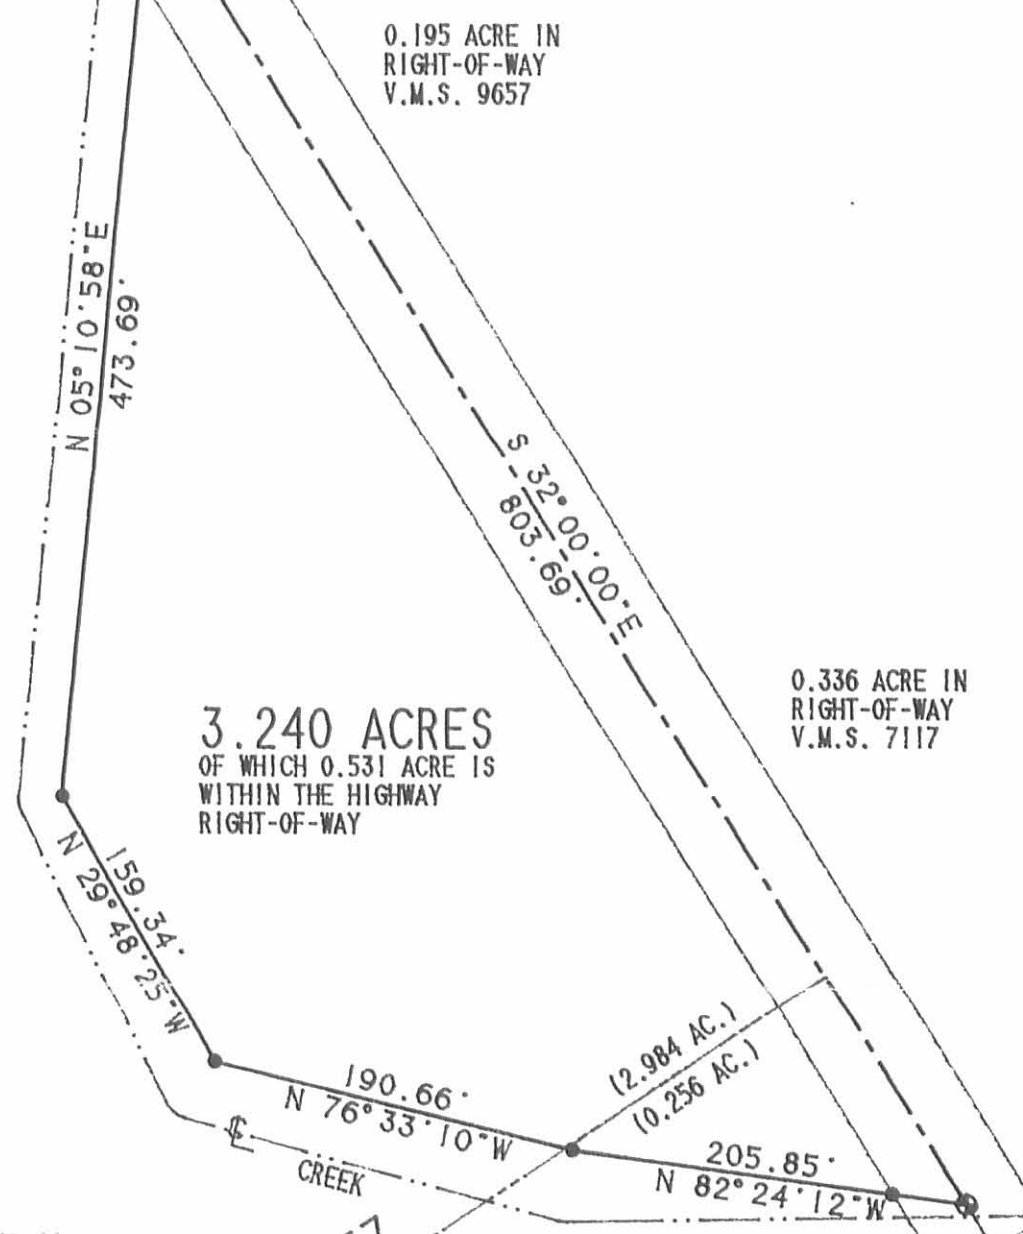 0.195 ACRE IN
RIGHT-OF-WAY
V.M.S. 9657
N 05°10'58"E
473.69'
S 32°00'00"E
803.69'
0.336 ACRE IN
RIGHT-OF-WAY
V.M.S. 7117
3.240 ACRES
OF WHICH 0.531 ACRE IS
WITHIN THE HIGHWAY
RIGHT-OF-WAY
159.34'
N 29°48'25"W
(2.984 AC.)
(0.256 AC.)
190.66'
N 76°33'10"W
205.85'
N 82°24'12"W
℄
CREEK
7